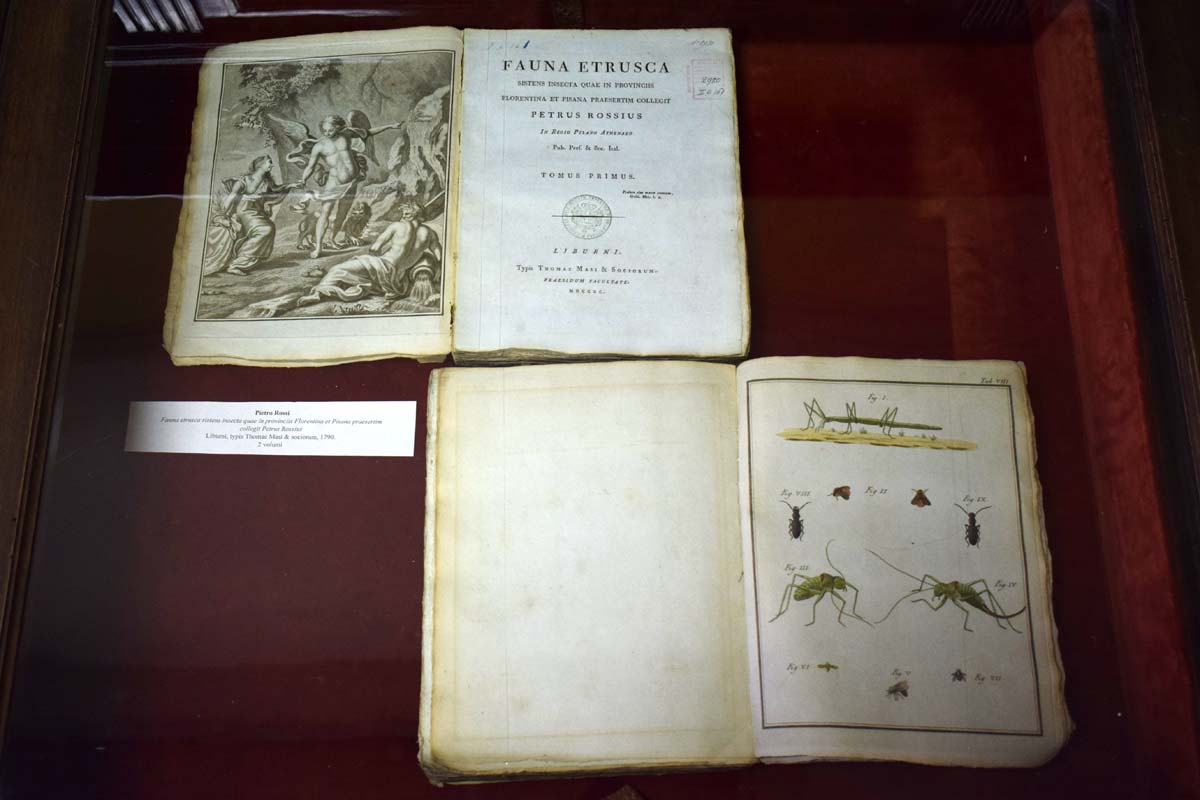 FAUNA ETRUSCA
SISTENS INSECTA QUAE IN PROVINCIIS
FLORENTINA ET PISANA PRAESERTIM COLLEGIT
PETRUS ROSSIUS
IN REGIO PISANO ATHENAEO
Pub. Prof. & Soc. Ital.
TOMUS PRIMUS.
LIBURNI.
Typis THOMAE MASI & SOCIORUM.
PRAESIDUM FACULTATE.
MDCCXC.
Pietro Rossi
Fauna etrusca sistens insecta quae in provinciis Florentina et Pisana praesertim
collegit Petrus Rossius
Liburni, typis Thomae Masi & sociorum, 1790.
2 volumi
Tab VIII
Fig. I.
Fig. VIII
Fig. II
Fig. IX
Fig. III
Fig. IV
Fig. VI
Fig. V
Fig. VII